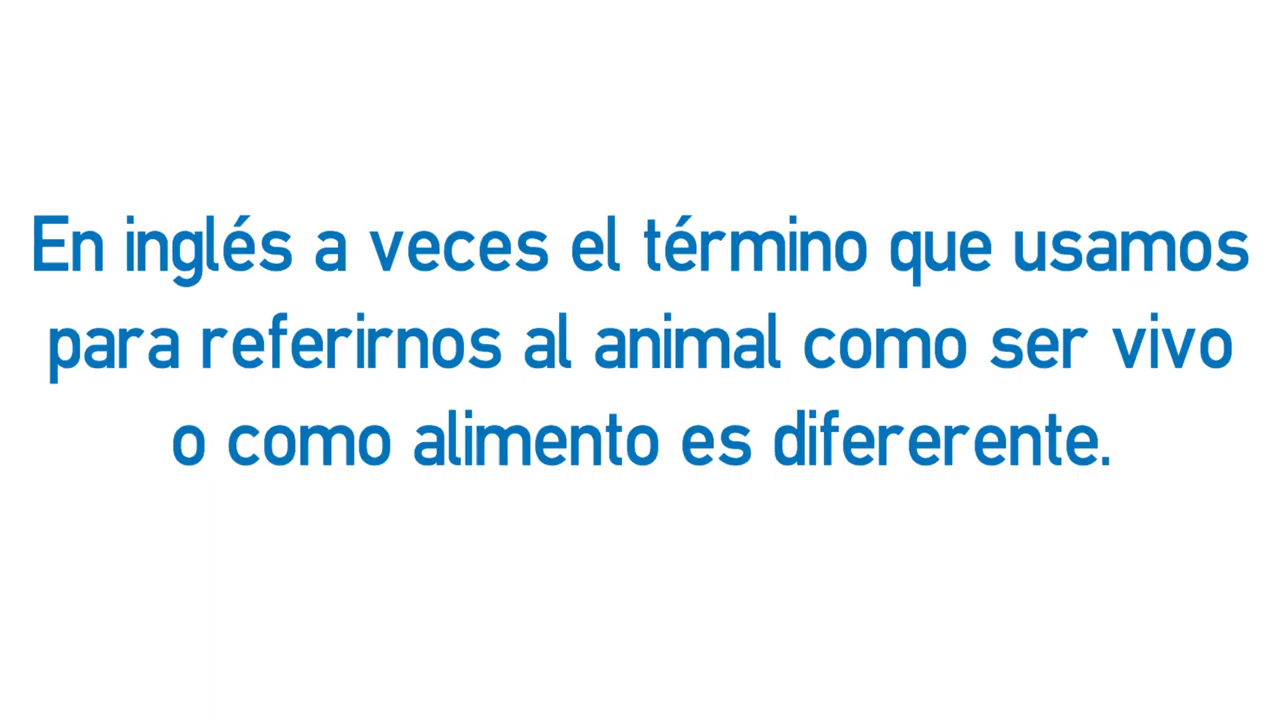 En inglés a veces el término que usamos
para referirnos al animal como ser vivo
o como alimento es difererente.